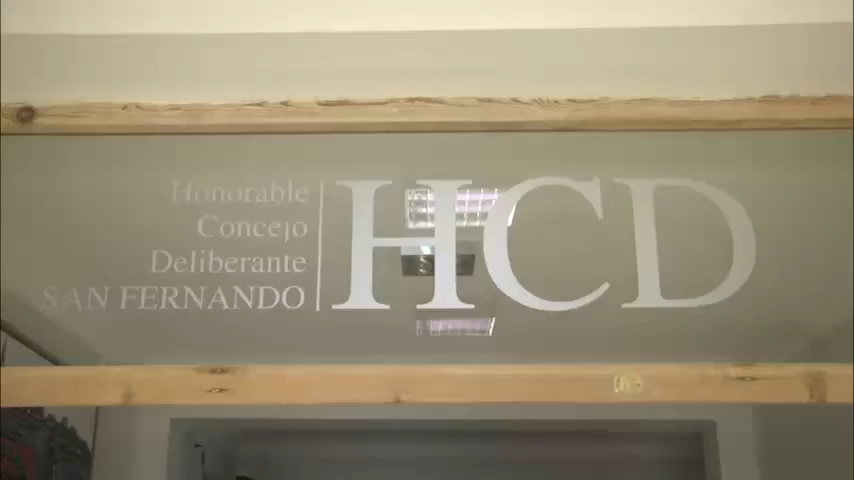 Honorable
Concejo
Deliberante
SAN FERNANDO
HCD